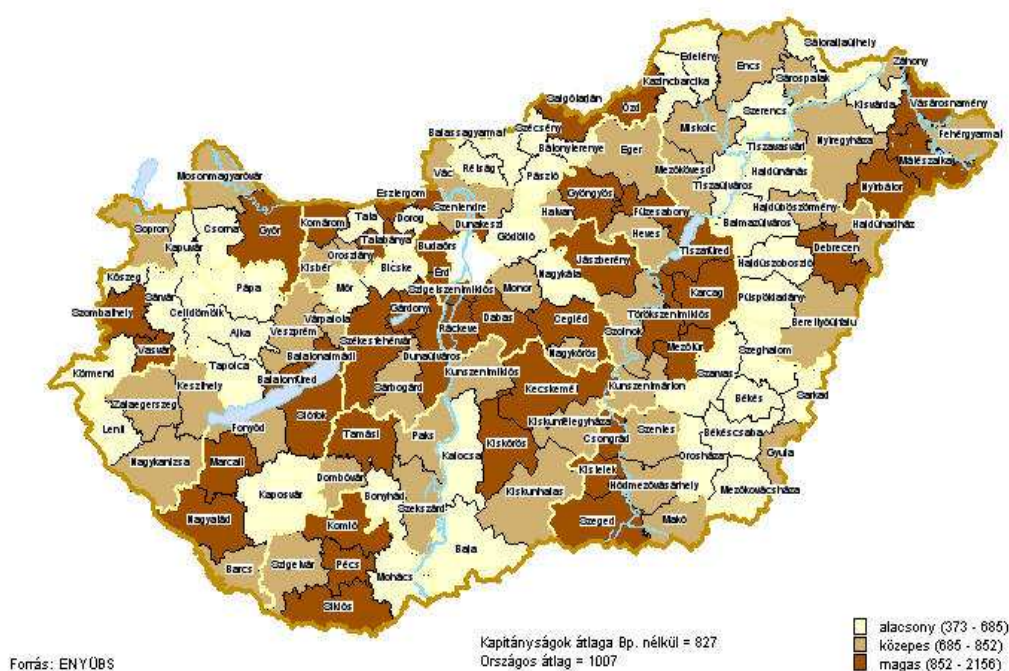 Sátoraljaújhely
Edelény
Encs
Záhony
Kazincbarcika
Sárospatak
Salgótarján
Ózd
Kisvárda
Vásárosnamény
Szécsény
Szerencs
Balassagyarmat
Miskolc
Fehérgyarmat
Bátonyterenye
Eger
Nyíregyháza
Tiszavasvári
Mátészalka
Rétság
Vác
Pásztó
Mezőkövesd
Hajdúnánás
Mosonmagyaróvár
Tiszaújváros
Nyírbátor
Esztergom
Gyöngyös
Szentendre
Hajdúböszörmény
Komárom
Tata
Dorog
Hatvan
Füzesabony
Balmazújváros
Hajdúhadház
Sopron
Csorna
Győr
Dunakeszi
Kapuvár
Tatabánya
Budaörs
Gödöllő
Heves
Debrecen
Oroszlány
Tiszafüred
Kisbér
Bicske
Érd
Jászberény
Hajdúszoboszló
Kőszeg
Nagykáta
Sárvár
Pápa
Mór
Szigetszentmiklós
Monor
Karcag
Püspökladány
Szombathely
Celldömölk
Várpalota
Gárdony
Ráckeve
Dabas
Cegléd
Törökszentmiklós
Berettyóújfalu
Ajka
Veszprém
Székesfehérvár
Szolnok
Vasvár
Balatonalmádi
Dunaújváros
Nagykőrös
Mezőtúr
Szeghalom
Körmend
Tapolca
Kunszentmiklós
Keszthely
Balatonfüred
Sárbogárd
Kecskemét
Kunszentmárton
Szarvas
Sarkad
Zalaegerszeg
Siófok
Békés
Lenti
Fonyód
Tamási
Paks
Kiskunfélegyháza
Szentes
Csongrád
Békéscsaba
Marcali
Kalocsa
Kiskőrös
Orosháza
Gyula
Nagykanizsa
Dombóvár
Kistelek
Kaposvár
Bonyhád
Kiskunhalas
Hódmezővásárhely
Mezőkovácsháza
Szekszárd
Nagyatád
Komló
Szeged
Makó
Baja
Barcs
Szigetvár
Pécs
Mohács
Siklós
Kapitányságok átlaga Bp. nélkül = 827
Országos átlag = 1007
Forrás: ENYÜBS
alacsony (373 - 685)
közepes (685 - 852)
magas (852 - 2156)